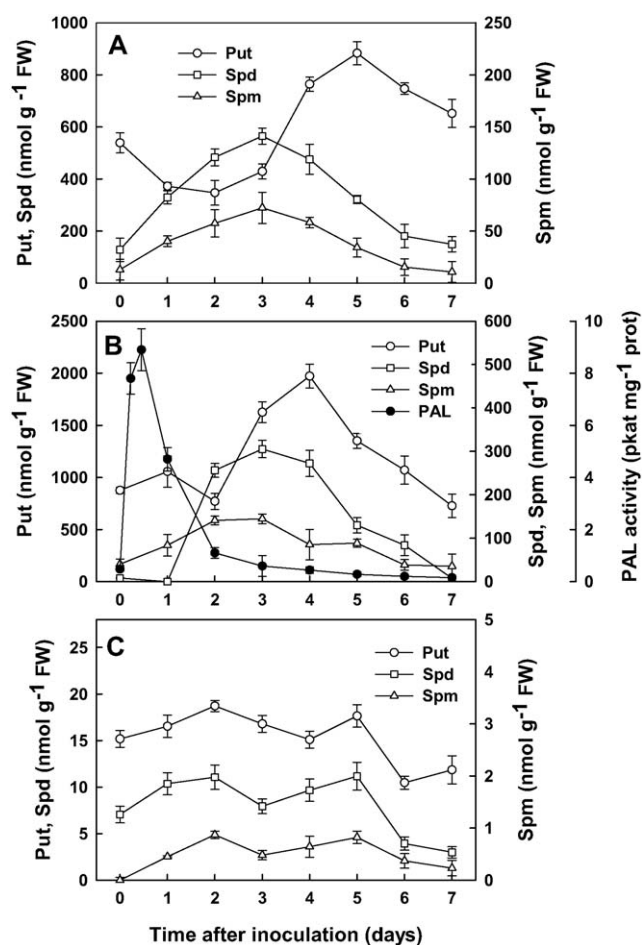 A
Put
Spd
Spm
1000
800
600
400
200
0
250
200
150
100
50
0
Put, Spd (nmol g⁻¹ FW)
Spm (nmol g⁻¹ FW)
0 1 2 3 4 5 6 7
B
Put
Spd
Spm
PAL
2500
2000
1500
1000
500
0
600
500
400
300
200
100
0
10
8
6
4
2
0
Put (nmol g⁻¹ FW)
Spd, Spm (nmol g⁻¹ FW)
PAL activity (pkat mg⁻¹ prot)
0 1 2 3 4 5 6 7
C
Put
Spd
Spm
25
20
15
10
5
0
5
4
3
2
1
0
Put, Spd (nmol g⁻¹ FW)
Spm (nmol g⁻¹ FW)
0 1 2 3 4 5 6 7
Time after inoculation (days)